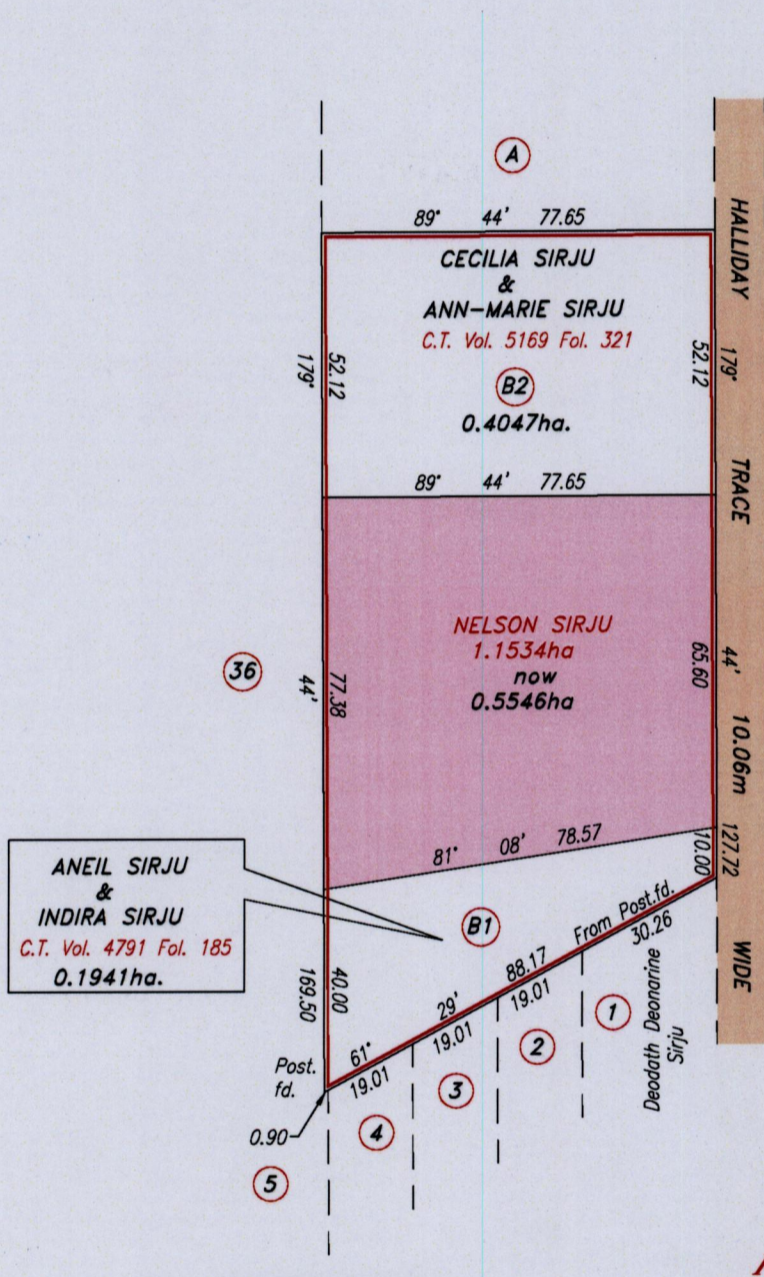 A
89° 44' 77.65
CECILIA SIRJU
&
ANN-MARIE SIRJU
C.T. Vol. 5169 Fol. 321
B2
0.4047ha.
52.12
179°
52.12
89° 44' 77.65
HALLIDAY TRACE 10.06m WIDE
179° 44' 127.72
NELSON SIRJU
1.1534ha
now
0.5546ha
65.60
77.38
44'
36
81° 08' 78.57
10.00
ANEIL SIRJU
&
INDIRA SIRJU
C.T. Vol. 4791 Fol. 185
0.1941ha.
B1
From Post.fd.
30.26
88.17
29'
61°
19.01
19.01
19.01
40.00
169.50
Post.
fd.
0.90
1
2
3
4
5
Deodath Deonarine
Sirju